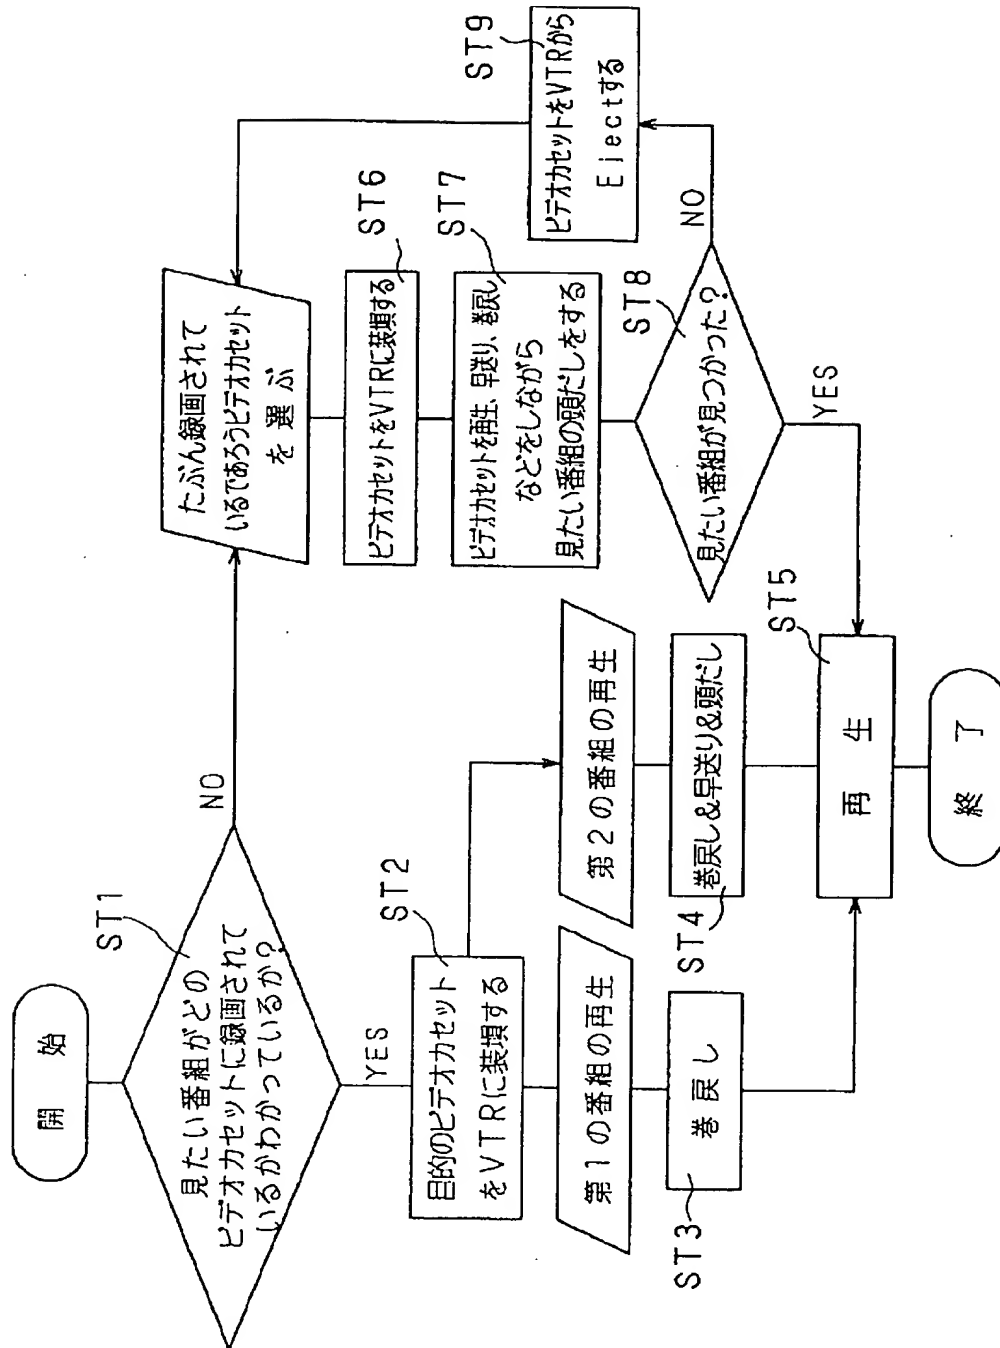 開始
ST1
見たい番組がどの
ビデオカセットに録画されて
いるかわかっているか?
NO
YES
ST2
目的のビデオカセット
をVTRに装填する
第1の番組の再生
ST3
巻戻し
第2の番組の再生
ST4
巻戻し&早送り&頭だし
たぶん録画されて
いるであろうビデオカセット
を選ぶ
ST6
ビデオカセットをVTRに装填する
ST7
ビデオカセットを再生、早送り、巻戻し
などをしながら
見たい番組の頭だしをする
ST8
見たい番組が見つかった?
NO
YES
ST9
ビデオカセットをVTRから
Ejectする
ST5
再生
終了